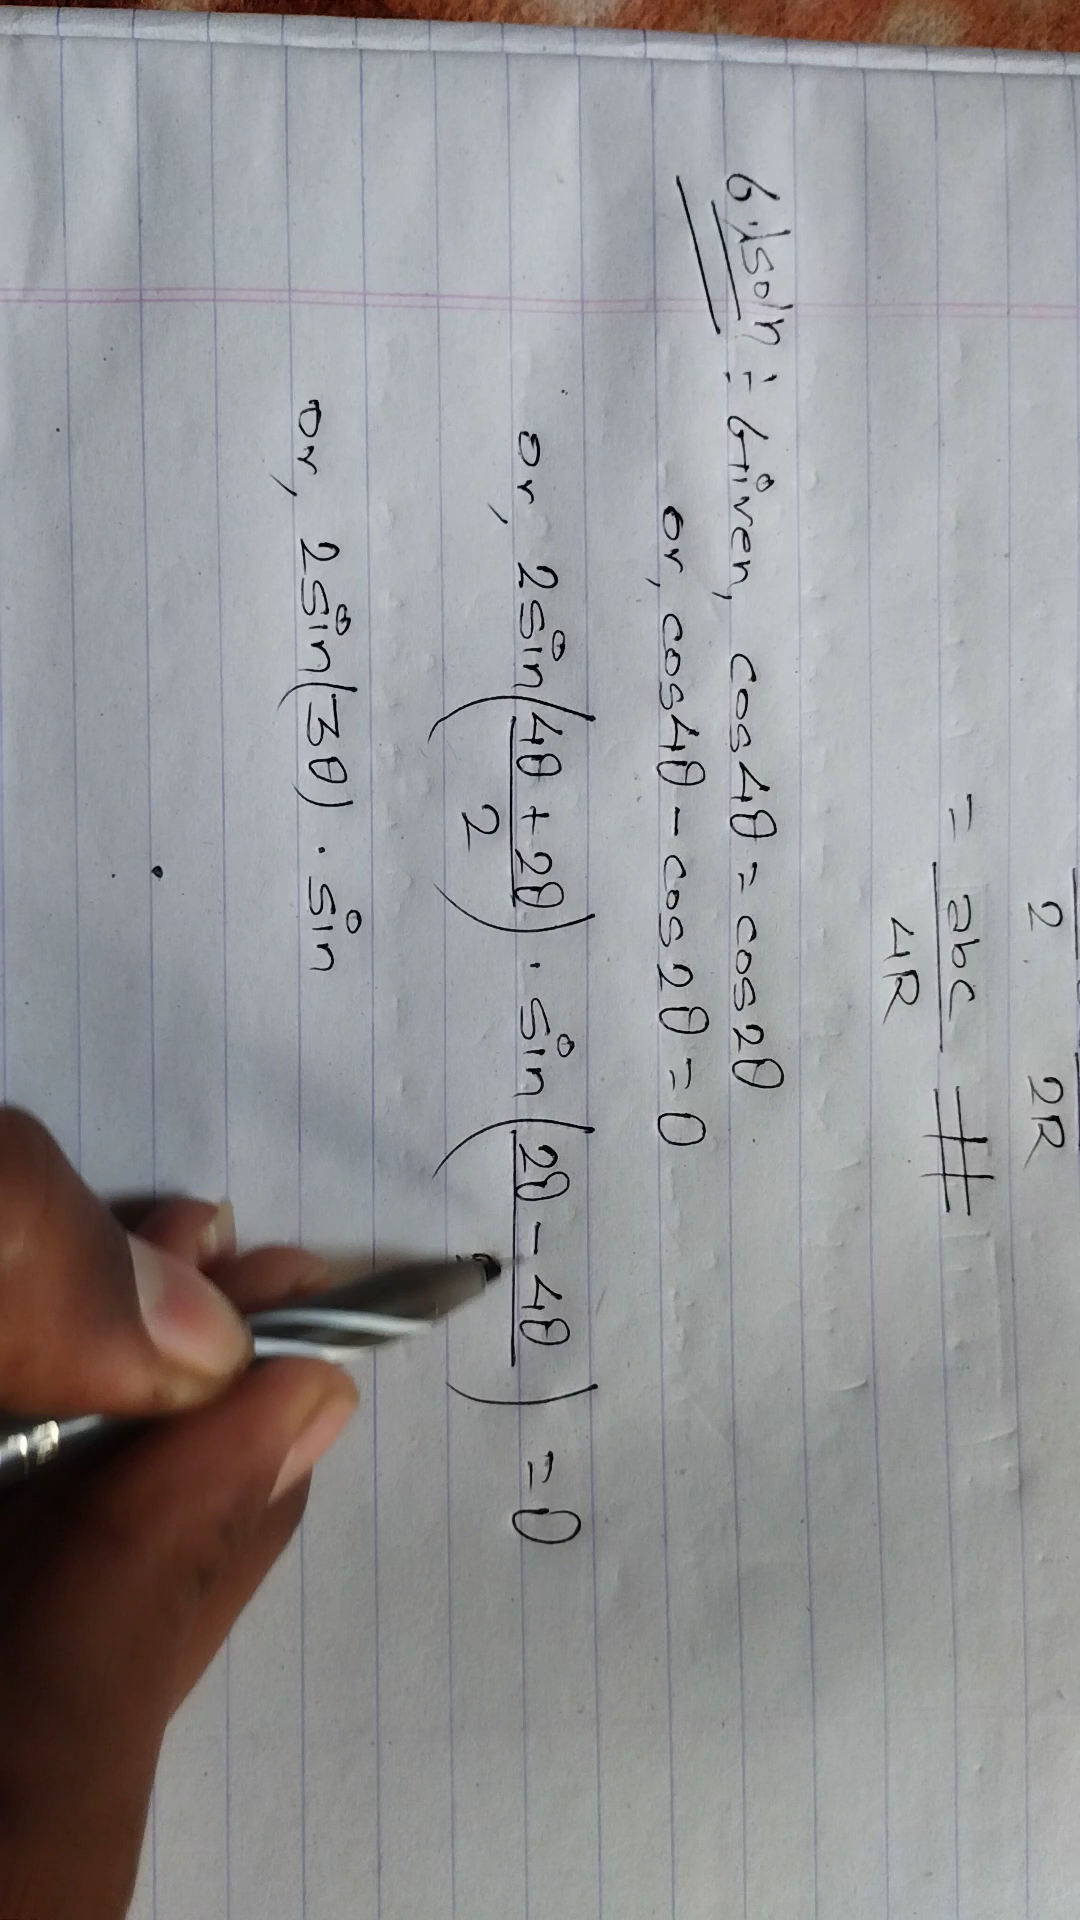 2 2R
= abc
4R
6.) soln : Given, cos4θ = cos2θ
or, cos4θ - cos2θ = 0
or, 2sin(4θ + 2θ / 2) . sin(2θ - 4θ / 2) = 0
or, 2sin(3θ) . sin